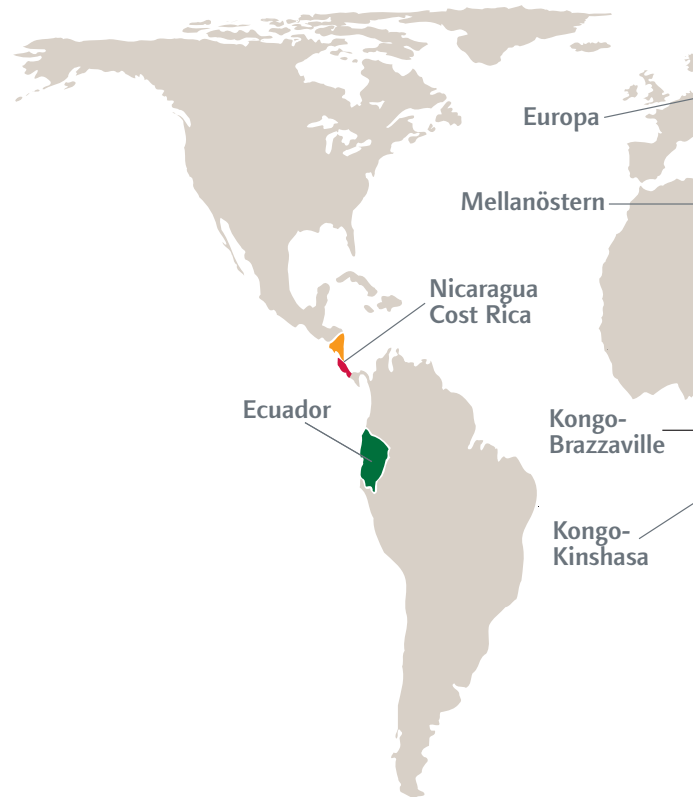 Europa
Mellanöstern
Nicaragua
Cost Rica
Ecuador
Kongo-
Brazzaville
Kongo-
Kinshasa